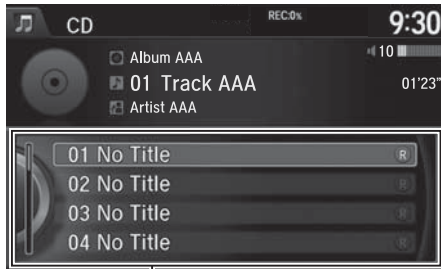 CD REC:0% 9:30
Album AAA 10
01 Track AAA 01'23"
Artist AAA
01 No Title R
02 No Title R
03 No Title R
04 No Title R